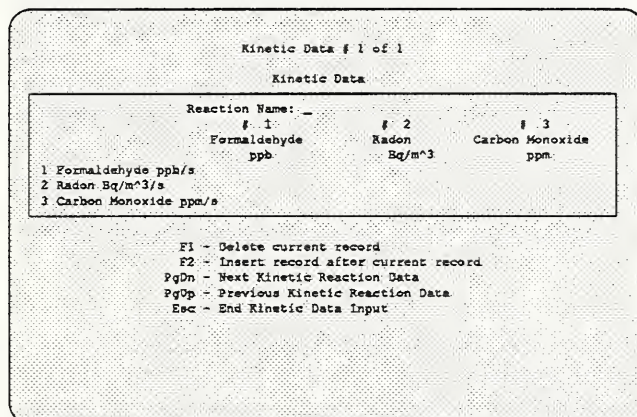 Kinetic Data # 1 of 1
Kinetic Data
Reaction Name: _
# 1 # 2 # 3
Formaldehyde Radon Carbon Monoxide
ppb Bq/m^3 ppm
1 Formaldehyde ppb/s
2 Radon Bq/m^3/s
3 Carbon Monoxide ppm/s
F1 - Delete current record
F2 - Insert record after current record
PgDn - Next Kinetic Reaction Data
PgUp - Previous Kinetic Reaction Data
Esc - End Kinetic Data Input